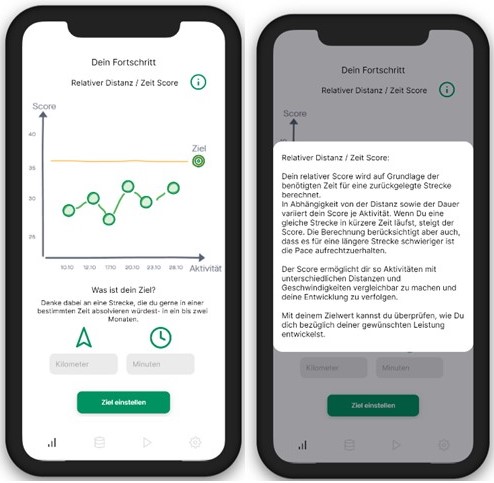 Dein Fortschritt
Relativer Distanz / Zeit Score
Score
40
Ziel
35
30
25
10.10 12.10 14.10 20.10 23.10 28.10 Aktivität
Was ist dein Ziel?
Denke dabei an eine Strecke, die du gerne in einer
bestimmten Zeit absolvieren würdest- in ein bis zwei
Monaten.
Kilometer
Minuten
Ziel einstellen
Dein Fortschritt
Relativer Distanz / Zeit Score
Score
Relativer Distanz / Zeit Score:
Dein relativer Score wird auf Grundlage der
benötigten Zeit für eine zurückgelegte Strecke
berechnet.
In Abhängigkeit von der Distanz sowie der Dauer
variiert dein Score je Aktivität. Wenn Du eine
gleiche Strecke in kürzere Zeit läufst, steigt der
Score. Die Berechnung berücksichtigt aber auch,
dass es für eine längere Strecke schwieriger ist
die Pace aufrechtzuerhalten.
Der Score ermöglicht dir so Aktivitäten mit
unterschiedlichen Distanzen und
Geschwindigkeiten vergleichbar zu machen und
deine Entwicklung zu verfolgen.
Mit deinem Zielwert kannst du überprüfen, wie Du
dich bezüglich deiner gewünschten Leistung
entwickelst.
Kilometer
Minuten
Ziel einstellen